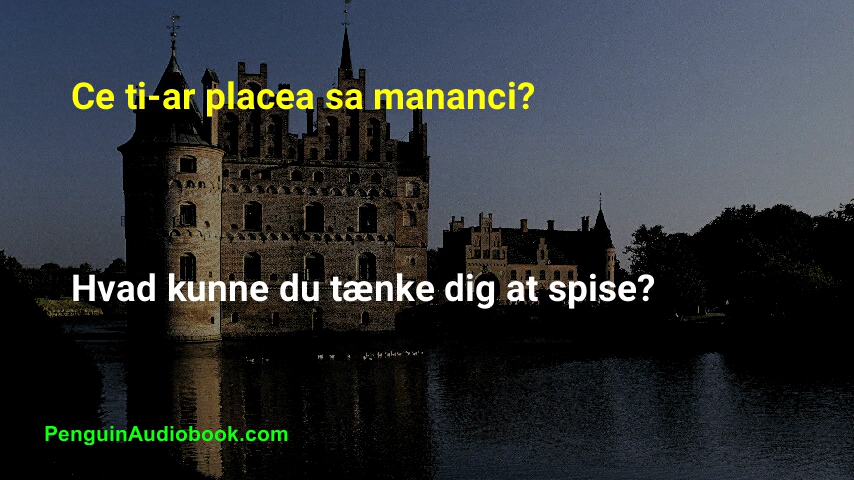 Ce ti-ar placea sa mananci?
Hvad kunne du tænke dig at spise?
PenguinAudiobook.com